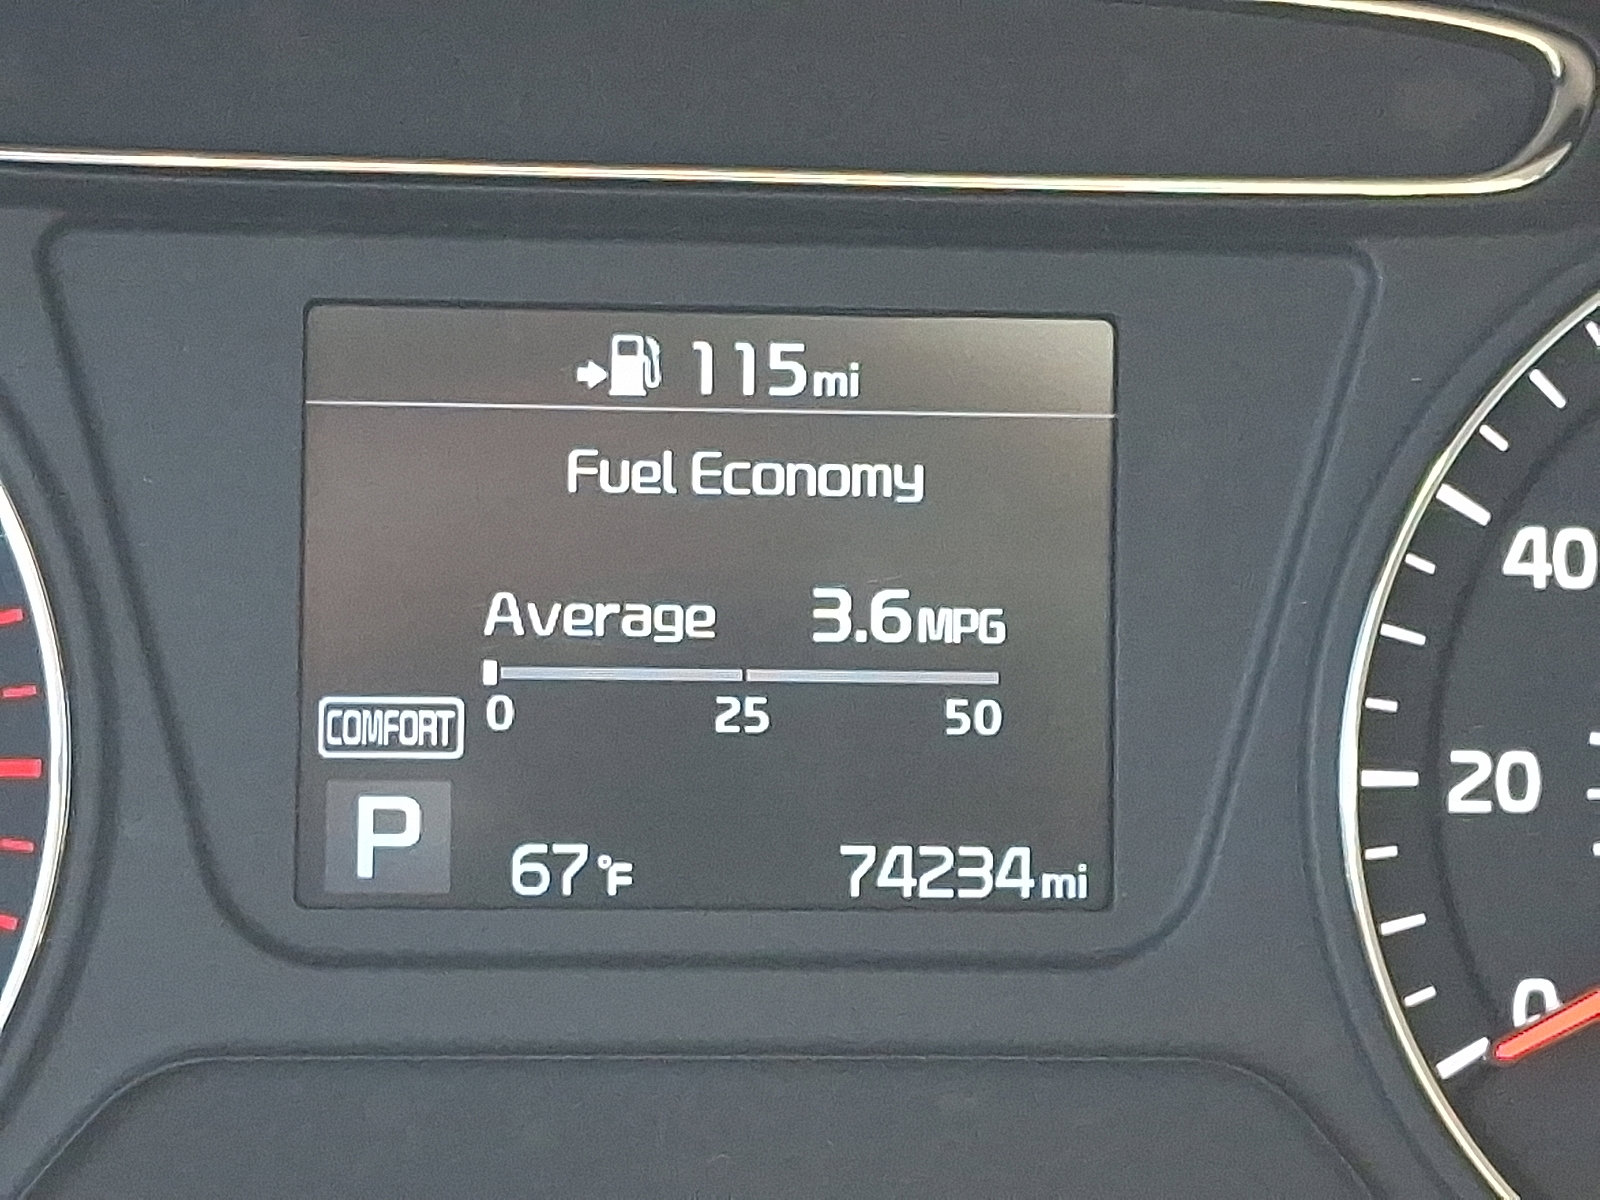 115mi
Fuel Economy
Average 3.6MPG
0 25 50
COMFORT
P
67°F 74234mi
40
20
0